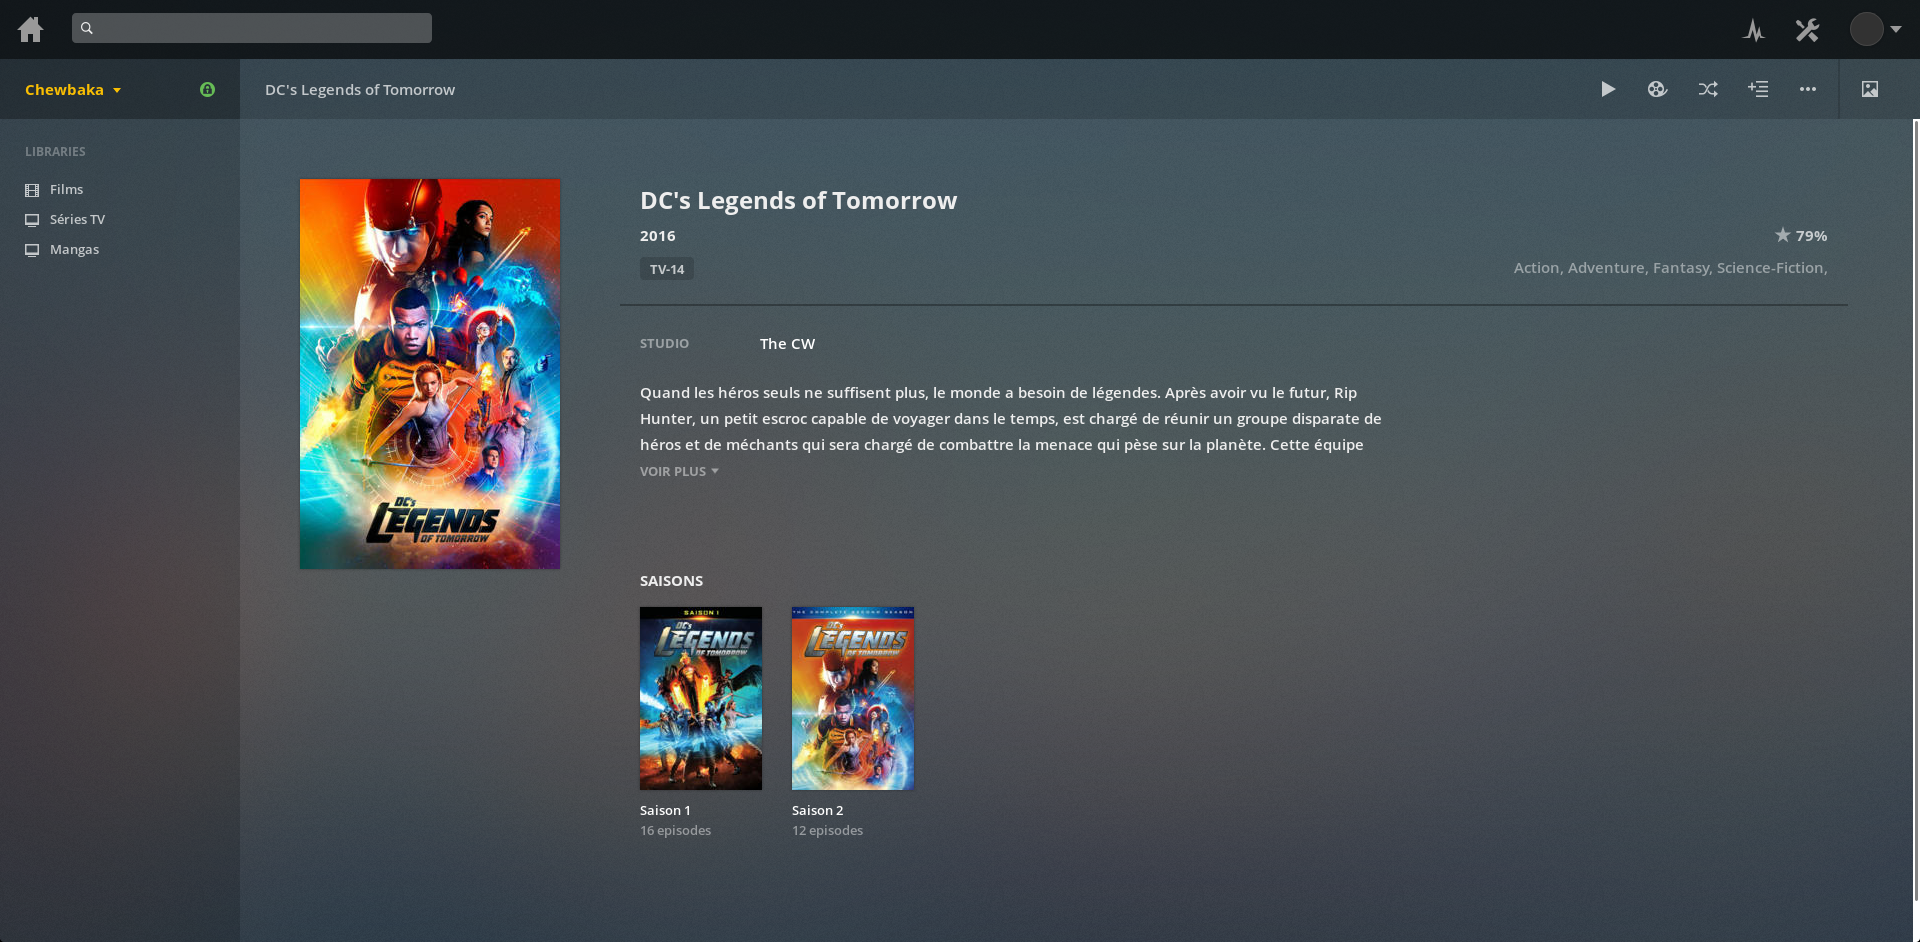 Chewbaka
DC's Legends of Tomorrow
LIBRARIES
Films
Séries TV
Mangas
DC's
LEGENDS
OF TOMORROW
DC's Legends of Tomorrow
2016
79%
TV-14
Action, Adventure, Fantasy, Science-Fiction,
STUDIO
The CW
Quand les héros seuls ne suffisent plus, le monde a besoin de légendes. Après avoir vu le futur, Rip
Hunter, un petit escroc capable de voyager dans le temps, est chargé de réunir un groupe disparate de
héros et de méchants qui sera chargé de combattre la menace qui pèse sur la planète. Cette équipe
VOIR PLUS
SAISONS
SAISON 1
DC's
LEGENDS
OF TOMORROW
Saison 1
16 episodes
THE COMPLETE SECOND SEASON
DC's
LEGENDS
OF TOMORROW
Saison 2
12 episodes